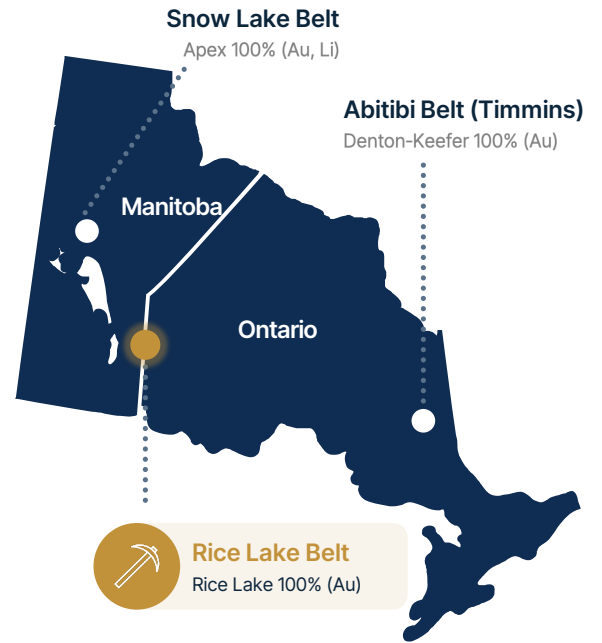 Snow Lake Belt
Apex 100% (Au, Li)
Abitibi Belt (Timmins)
Denton-Keefer 100% (Au)
Manitoba
Ontario
Rice Lake Belt
Rice Lake 100% (Au)